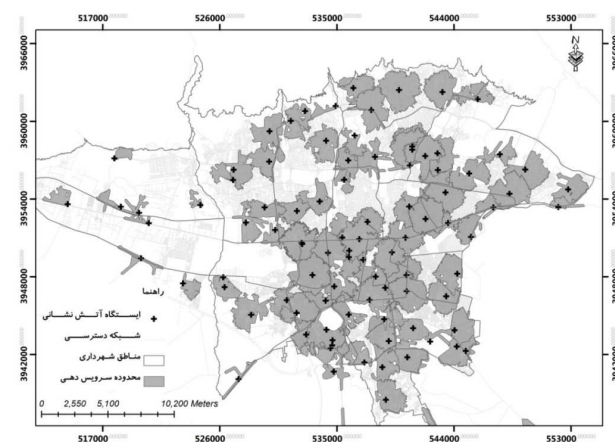 517000 526000 535000 544000 553000
3966000
N
3960000
3954000
3948000
3942000
راهنما
ایستگاه آتش نشانی
شبکه دسترسی
مناطق شهرداری
محدوده سرویس دهی
0 2,550 5,100 10,200 Meters
517000 526000 535000 544000 553000